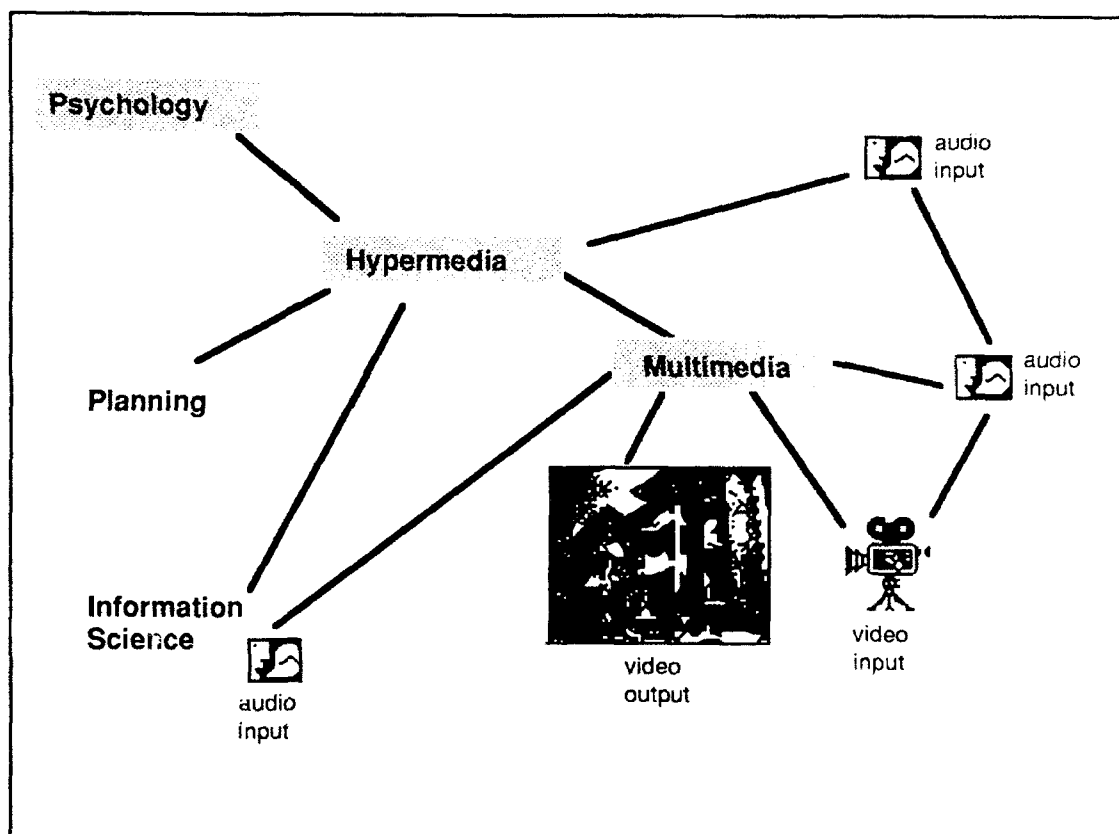 Psychology
audio
input
Hypermedia
Multimedia
audio
input
Planning
Information
Science
audio
input
video
output
video
input